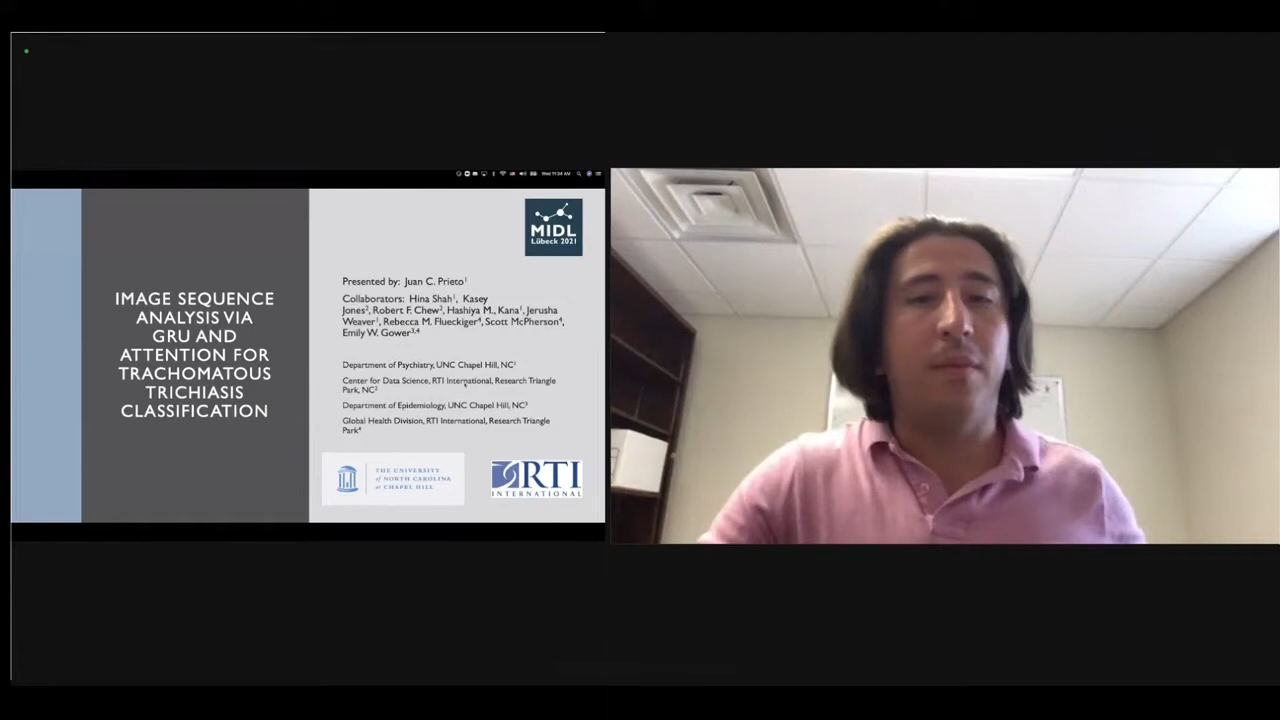 Wed 11:34 AM
MIDL
Lübeck 2021
IMAGE SEQUENCE
ANALYSIS VIA
GRU AND
ATTENTION FOR
TRACHOMATOUS
TRICHIASIS
CLASSIFICATION
Presented by: Juan C. Prieto¹
Collaborators: Hina Shah¹, Kasey
Jones², Robert F. Chew², Hashiya M., Kana¹, Jerusha
Weaver¹, Rebecca M. Flueckiger⁴, Scott McPherson⁴,
Emily W. Gower³,⁴
Department of Psychiatry, UNC Chapel Hill, NC¹
Center for Data Science, RTI International, Research Triangle
Park, NC²
Department of Epidemiology, UNC Chapel Hill, NC³
Global Health Division, RTI International, Research Triangle
Park⁴
THE UNIVERSITY
of NORTH CAROLINA
at CHAPEL HILL
RTI
INTERNATIONAL